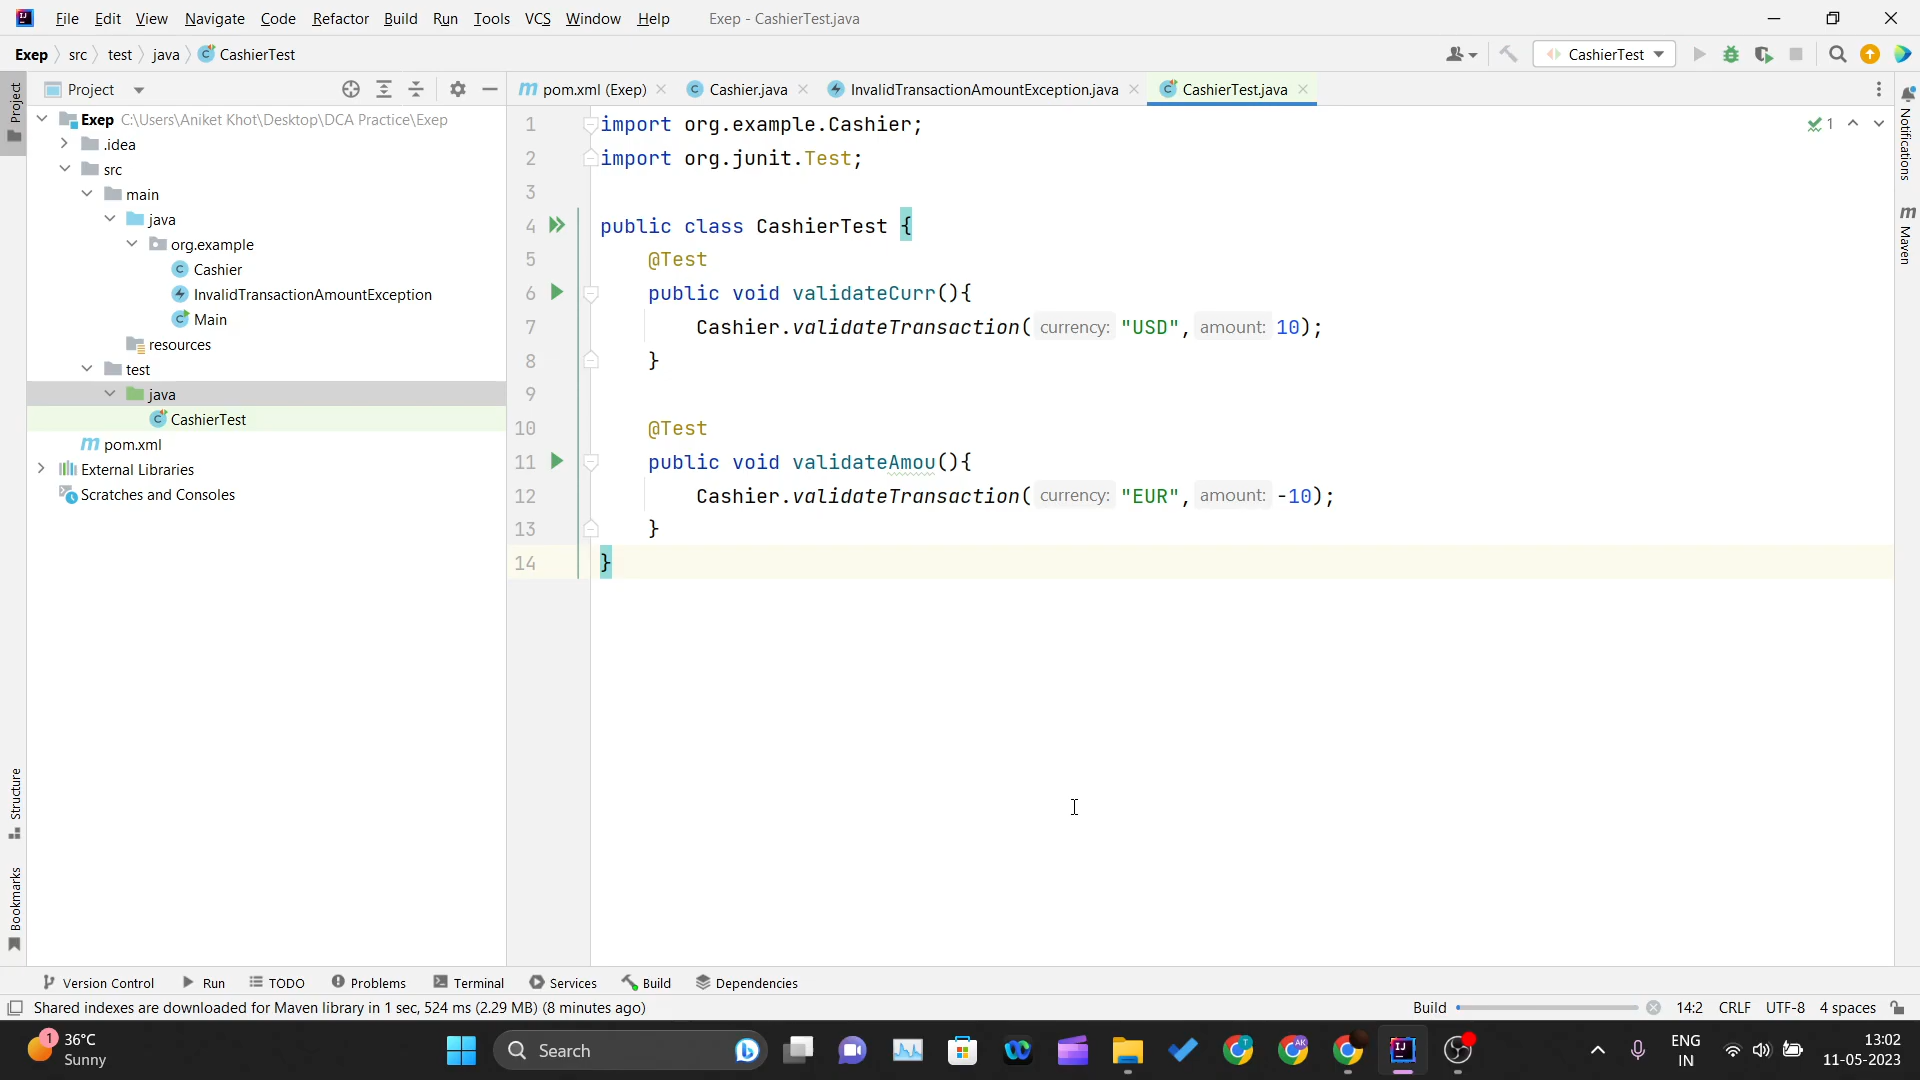 File Edit View Navigate Code Refactor Build Run Tools VCS Window Help Exep - CashierTest.java
Exep src test java CashierTest CashierTest
Project pom.xml (Exep) Cashier.java InvalidTransactionAmountException.java CashierTest.java
Exep C:\Users\Aniket Khot\Desktop\DCA Practice\Exep
.idea
src
main
java
org.example
Cashier
InvalidTransactionAmountException
Main
resources
test
java
CashierTest
pom.xml
External Libraries
Scratches and Consoles
1 import org.example.Cashier;
2 import org.junit.Test;
3
4 public class CashierTest {
5 @Test
6 public void validateCurr(){
7 Cashier.validateTransaction( currency: "USD", amount: 10);
8 }
9
10 @Test
11 public void validateAmou(){
12 Cashier.validateTransaction( currency: "EUR", amount: -10);
13 }
14 }
1
Project
Structure
Bookmarks
Notifications
Maven
Version Control Run TODO Problems Terminal Services Build Dependencies
Shared indexes are downloaded for Maven library in 1 sec, 524 ms (2.29 MB) (8 minutes ago) Build 14:2 CRLF UTF-8 4 spaces
1 36°C
Sunny
Search
ENG
IN
13:02
11-05-2023